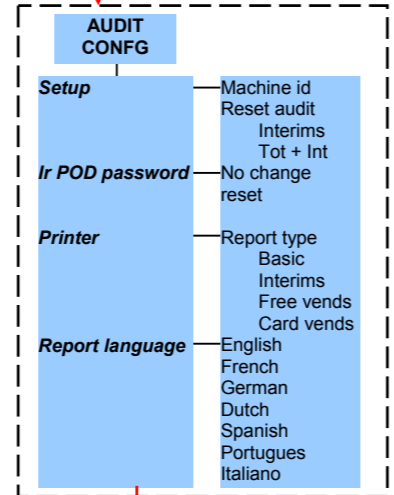 AUDIT
CONFG
Setup
Machine id
Reset audit
Interims
Tot + Int
Ir POD password
No change
reset
Printer
Report type
Basic
Interims
Free vends
Card vends
Report language
English
French
German
Dutch
Spanish
Portugues
Italiano